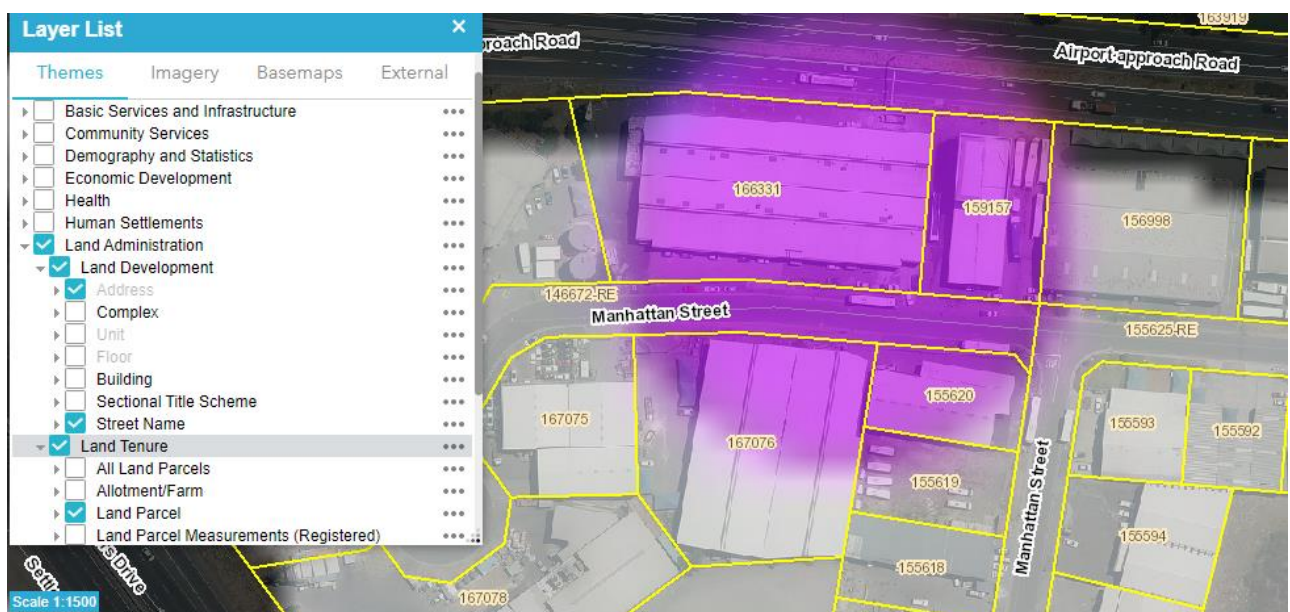 Layer List
×
Themes Imagery Basemaps External
Basic Services and Infrastructure
Community Services
Demography and Statistics
Economic Development
Health
Human Settlements
Land Administration
Land Development
Address
Complex
Unit
Floor
Building
Sectional Title Scheme
Street Name
Land Tenure
All Land Parcels
Allotment/Farm
Land Parcel
Land Parcel Measurements (Registered)
Scale 1:1500
163919
proach Road
Airport approach Road
166331
159157
156998
146672-RE
Manhattan Street
155625-RE
155620
167075
155593
155592
167076
155619
Manhattan Street
155594
155618
167078
Drive